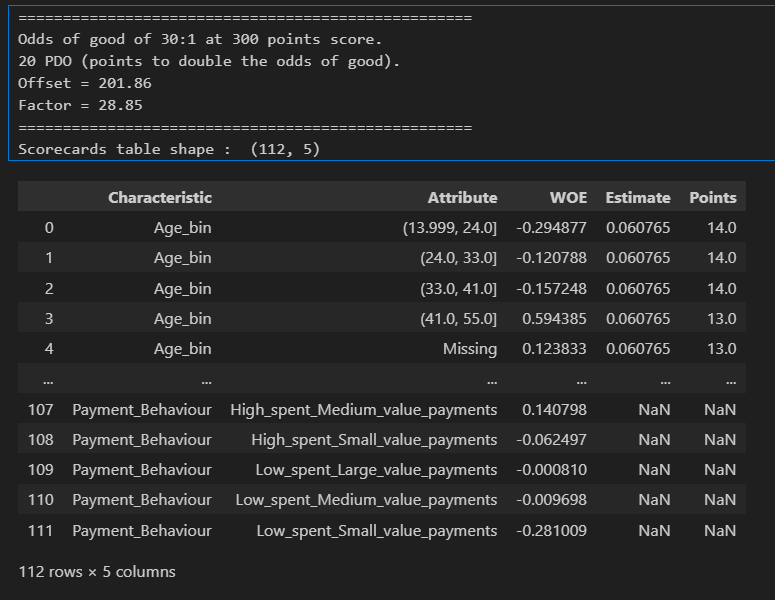 ==================================================
Odds of good of 30:1 at 300 points score.
20 PDO (points to double the odds of good).
Offset = 201.86
Factor = 28.85
==================================================
Scorecards table shape :  (112, 5)
Characteristic Attribute WOE Estimate Points
0 Age_bin (13.999, 24.0] -0.294877 0.060765 14.0
1 Age_bin (24.0, 33.0] -0.120788 0.060765 14.0
2 Age_bin (33.0, 41.0] -0.157248 0.060765 14.0
3 Age_bin (41.0, 55.0] 0.594385 0.060765 13.0
4 Age_bin Missing 0.123833 0.060765 13.0
... ... ... ... ... ...
107 Payment_Behaviour High_spent_Medium_value_payments 0.140798 NaN NaN
108 Payment_Behaviour High_spent_Small_value_payments -0.062497 NaN NaN
109 Payment_Behaviour Low_spent_Large_value_payments -0.000810 NaN NaN
110 Payment_Behaviour Low_spent_Medium_value_payments -0.009698 NaN NaN
111 Payment_Behaviour Low_spent_Small_value_payments -0.281009 NaN NaN
112 rows × 5 columns